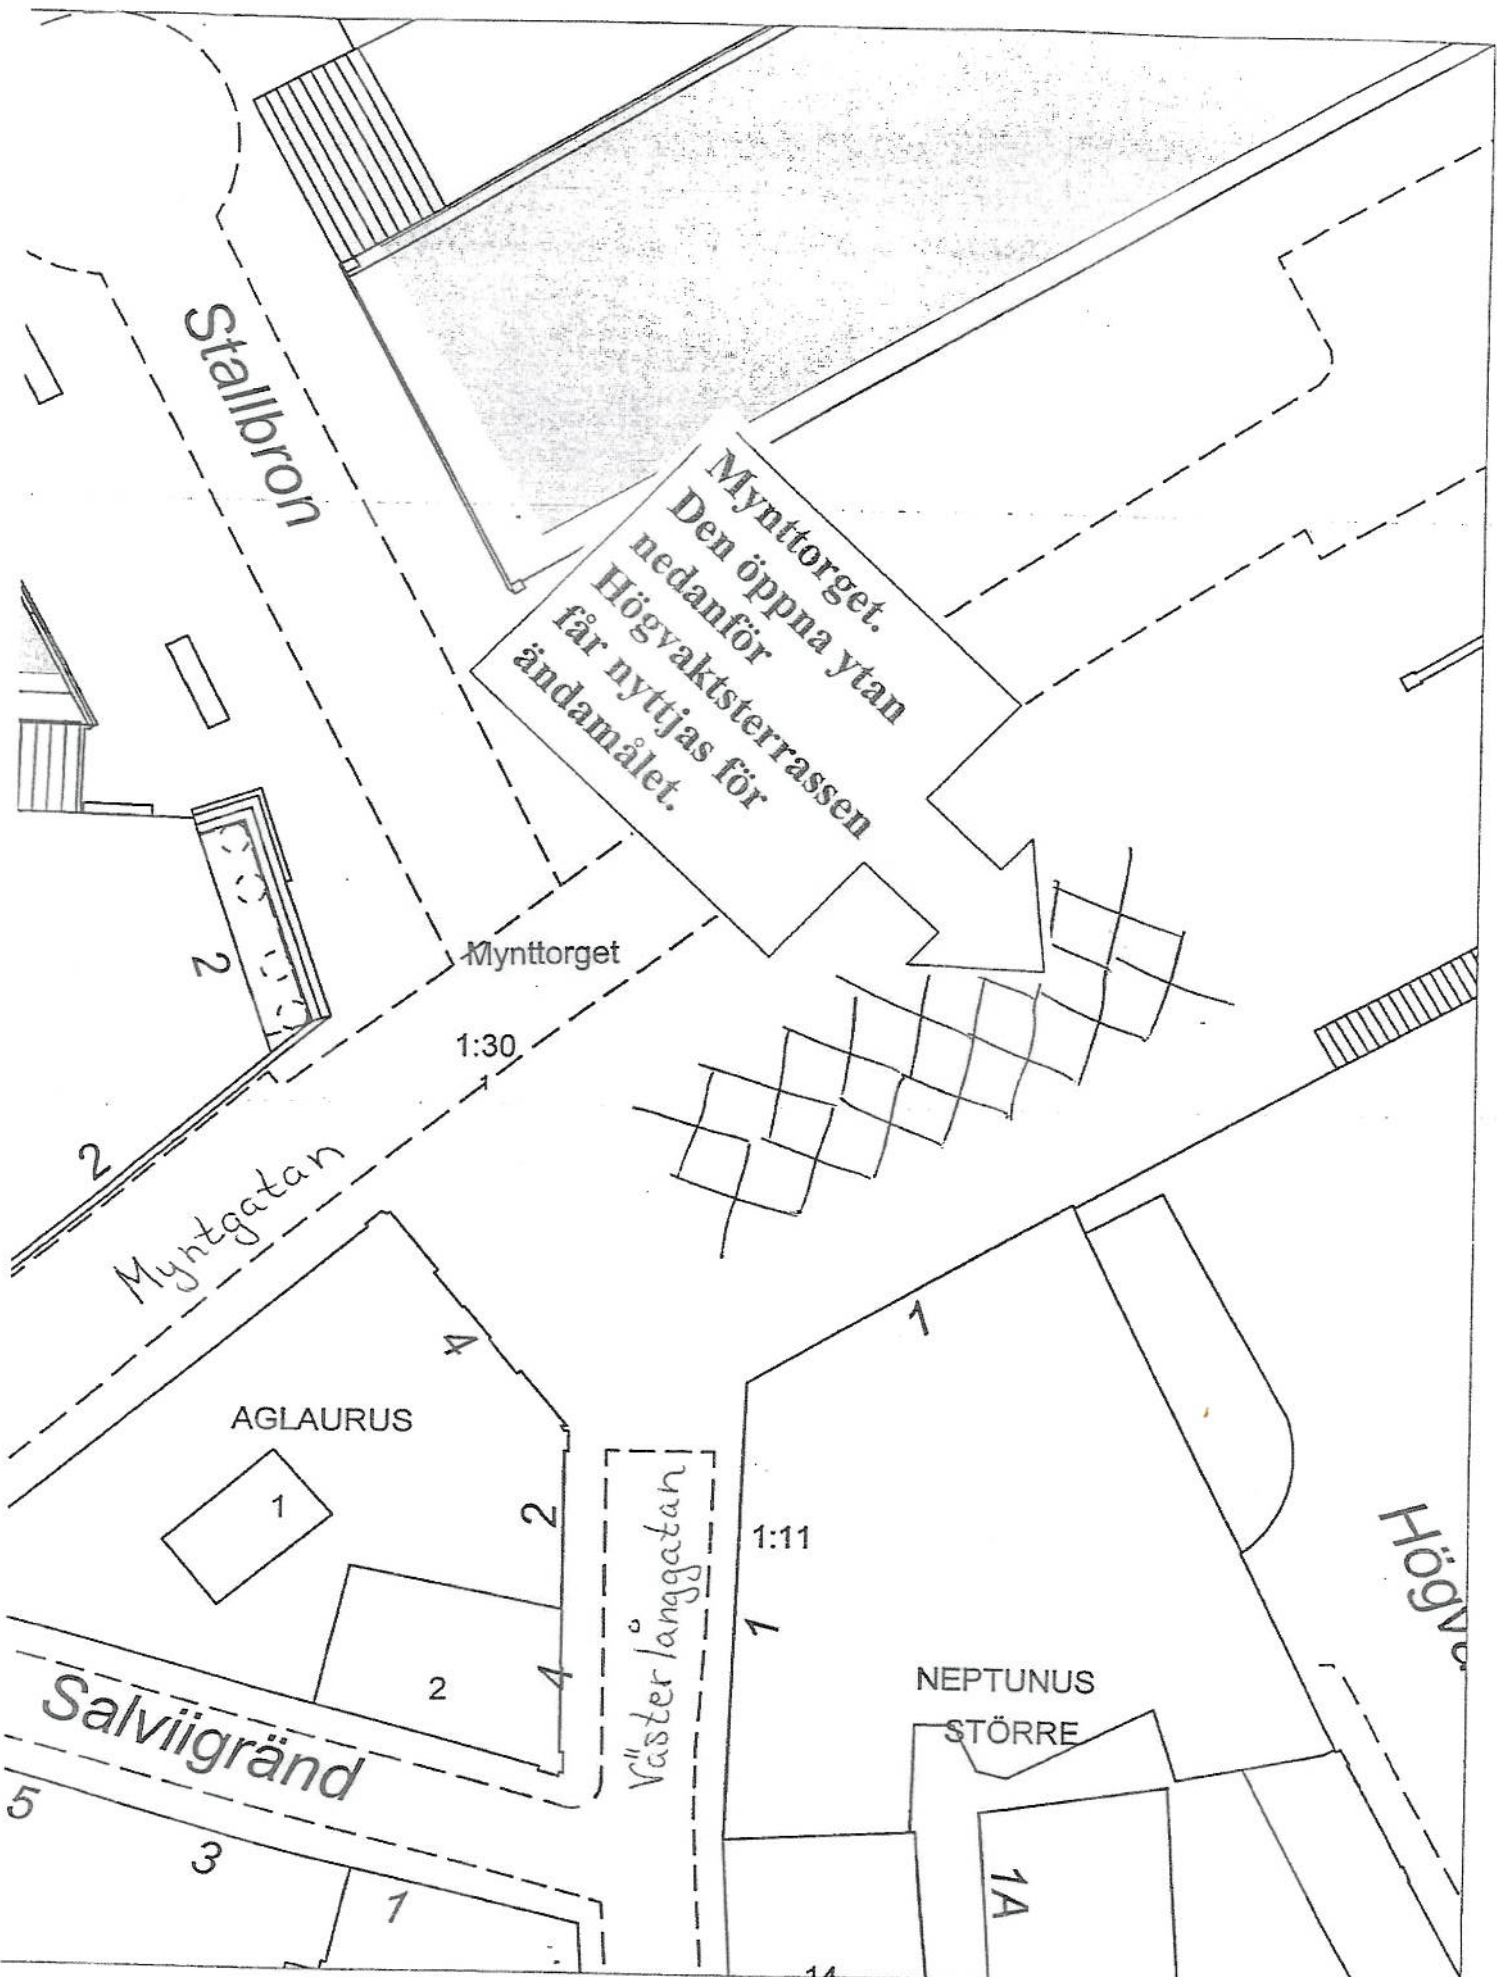 Stallbron
Mynttorget.
Den öppna ytan
nedanför
Högvaktsterrassen
får nyttjas för
ändamålet.
2
Mynttorget
1:30
1
2
Myntgatan
1
4
AGLAURUS
1
2
1:11
Västerlånggatan
1
2
4
NEPTUNUS
STÖRRE
Salviigränd
5
3
1
1A